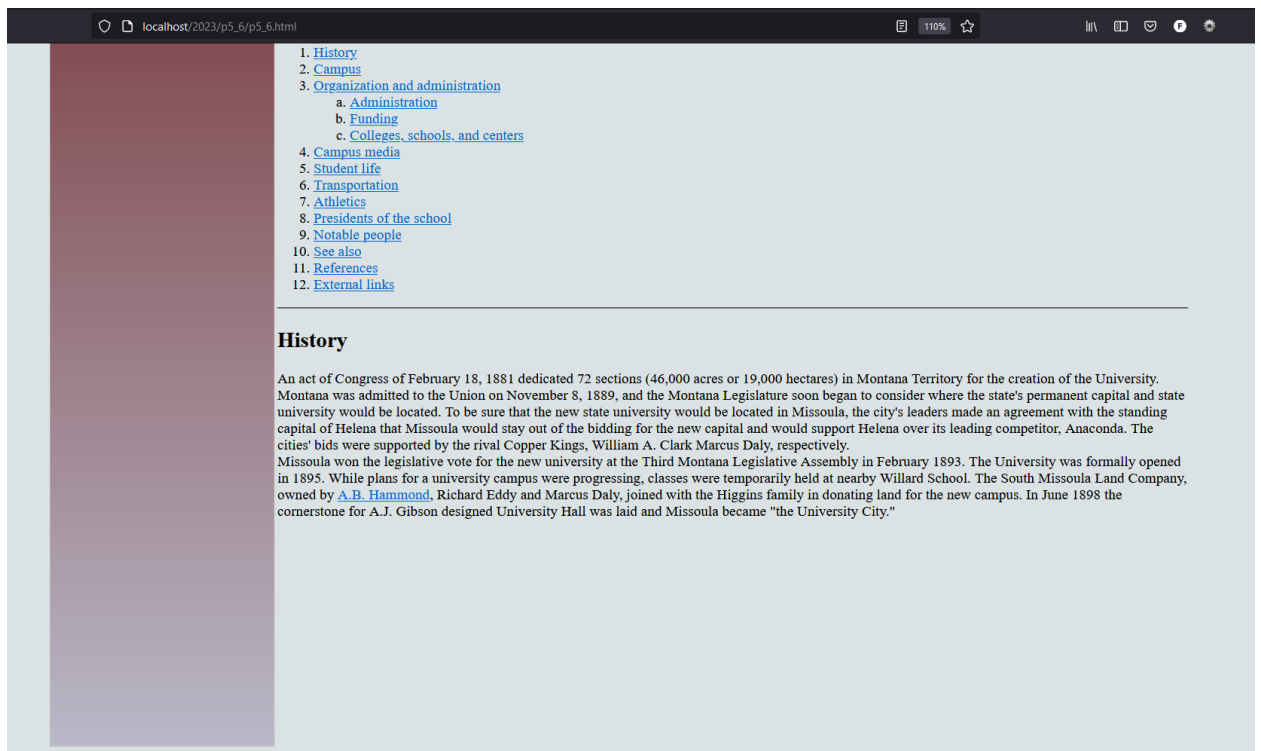 localhost/2023/p5_6/p5_6.html
110%
F
1. History
2. Campus
3. Organization and administration
a. Administration
b. Funding
c. Colleges, schools, and centers
4. Campus media
5. Student life
6. Transportation
7. Athletics
8. Presidents of the school
9. Notable people
10. See also
11. References
12. External links
History
An act of Congress of February 18, 1881 dedicated 72 sections (46,000 acres or 19,000 hectares) in Montana Territory for the creation of the University.
Montana was admitted to the Union on November 8, 1889, and the Montana Legislature soon began to consider where the state's permanent capital and state
university would be located. To be sure that the new state university would be located in Missoula, the city's leaders made an agreement with the standing
capital of Helena that Missoula would stay out of the bidding for the new capital and would support Helena over its leading competitor, Anaconda. The
cities' bids were supported by the rival Copper Kings, William A. Clark Marcus Daly, respectively.
Missoula won the legislative vote for the new university at the Third Montana Legislative Assembly in February 1893. The University was formally opened
in 1895. While plans for a university campus were progressing, classes were temporarily held at nearby Willard School. The South Missoula Land Company,
owned by A.B. Hammond, Richard Eddy and Marcus Daly, joined with the Higgins family in donating land for the new campus. In June 1898 the
cornerstone for A.J. Gibson designed University Hall was laid and Missoula became "the University City."